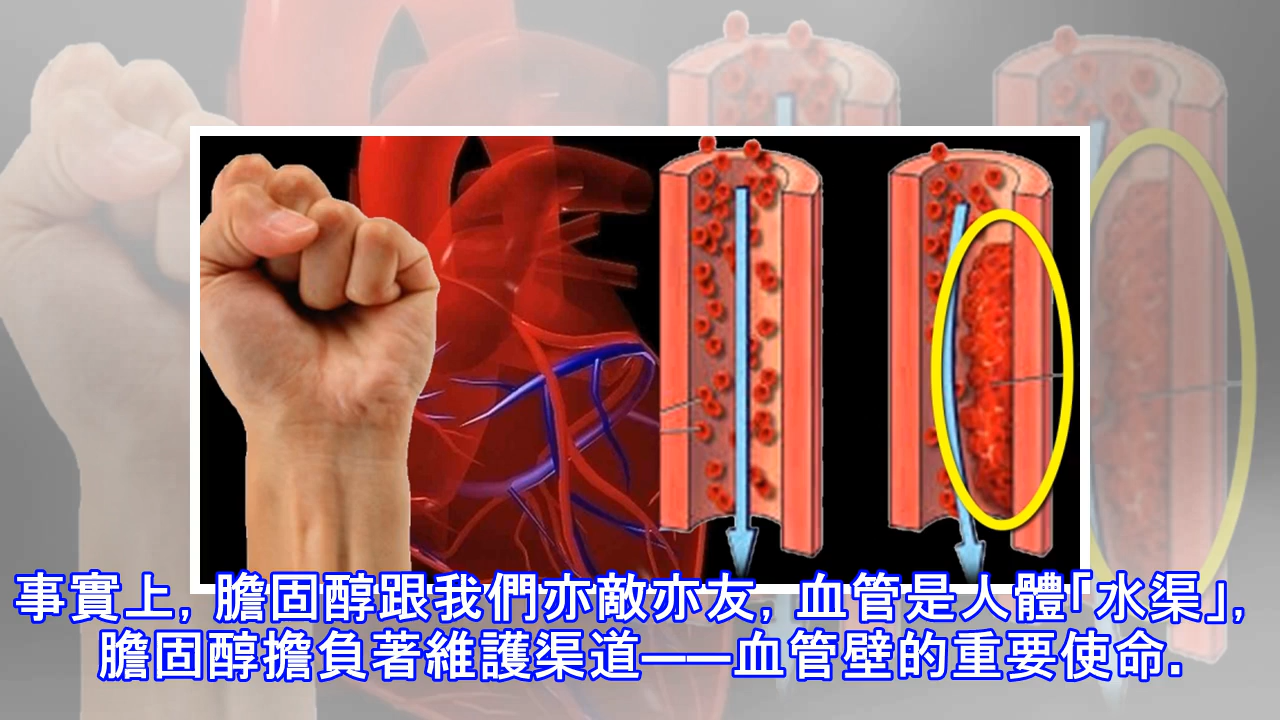 事實上, 膽固醇跟我們亦敵亦友, 血管是人體「水渠」,
膽固醇擔負著維護渠道——血管壁的重要使命.